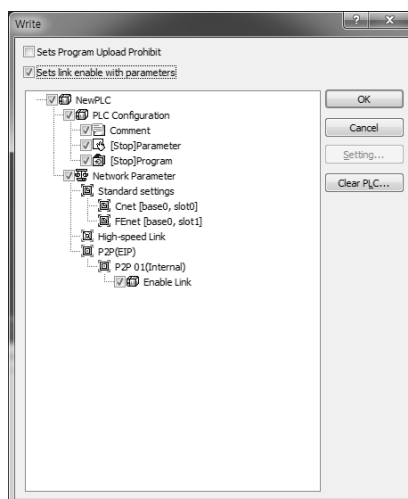 Write
Sets Program Upload Prohibit
Sets link enable with parameters
NewPLC
PLC Configuration
Comment
[Stop]Parameter
[Stop]Program
Network Parameter
Standard settings
Cnet [base0, slot0]
FEnet [base0, slot1]
High-speed Link
P2P(EIP)
P2P 01(Internal)
Enable Link
OK
Cancel
Setting...
Clear PLC...